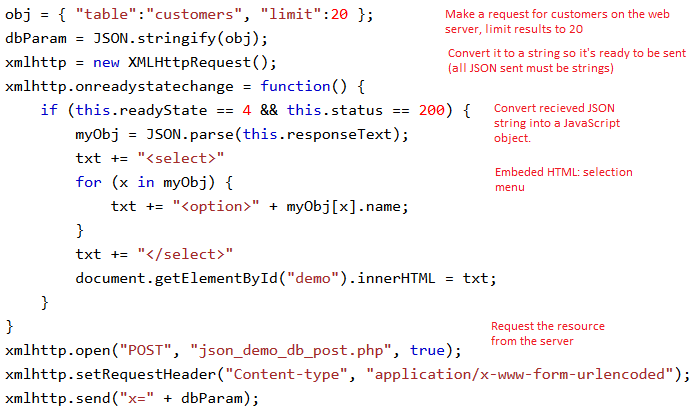 obj = { "table":"customers", "limit":20 };
Make a request for customers on the web
server, limit results to 20
dbParam = JSON.stringify(obj);
Convert it to a string so it's ready to be sent
(all JSON sent must be strings)
xmlhttp = new XMLHttpRequest();
xmlhttp.onreadystatechange = function() {
if (this.readyState == 4 && this.status == 200) {
Convert recieved JSON
string into a JavaScript
object.
myObj = JSON.parse(this.responseText);
txt += "<select>"
Embeded HTML: selection
menu
for (x in myObj) {
txt += "<option>" + myObj[x].name;
}
txt += "</select>"
document.getElementById("demo").innerHTML = txt;
}
}
Request the resource
from the server
xmlhttp.open("POST", "json_demo_db_post.php", true);
xmlhttp.setRequestHeader("Content-type", "application/x-www-form-urlencoded");
xmlhttp.send("x=" + dbParam);